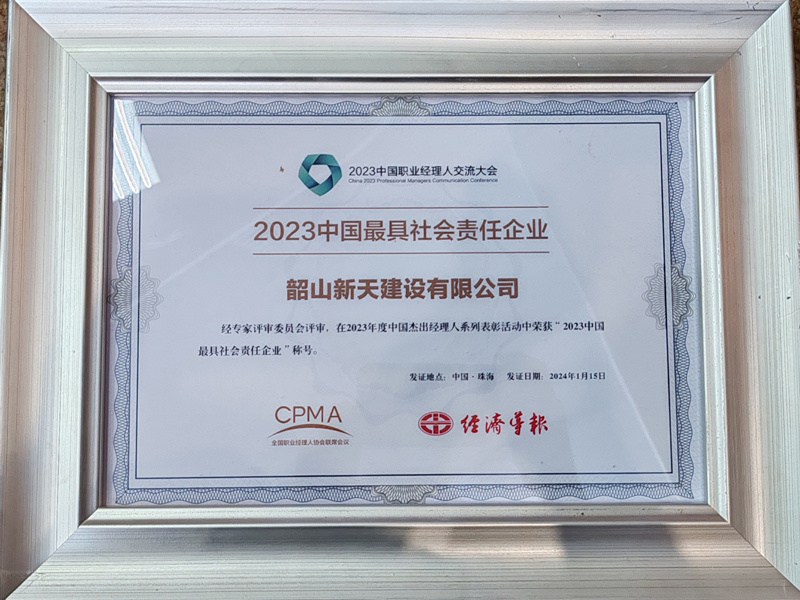 2023中国职业经理人交流大会
China 2023 Professional Managers Communication Conference
2023中国最具社会责任企业
韶山新天建设有限公司
经专家评审委员会评审，在2023年度中国杰出经理人系列表彰活动中荣获“2023中国
最具社会责任企业”称号。
发证地点：中国·珠海 发证日期：2024年1月15日
CPMA
全国职业经理人协会联席会议
經濟導報